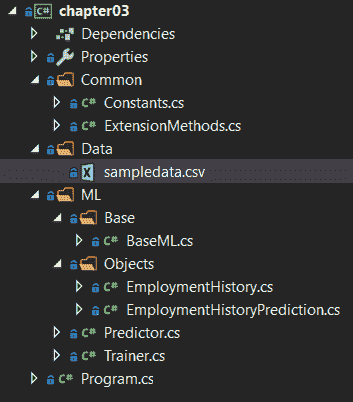 C# chapter03
Dependencies
Properties
Common
C# Constants.cs
C# ExtensionMethods.cs
Data
X sampledata.csv
ML
Base
C# BaseML.cs
Objects
C# EmploymentHistory.cs
C# EmploymentHistoryPrediction.cs
C# Predictor.cs
C# Trainer.cs
C# Program.cs